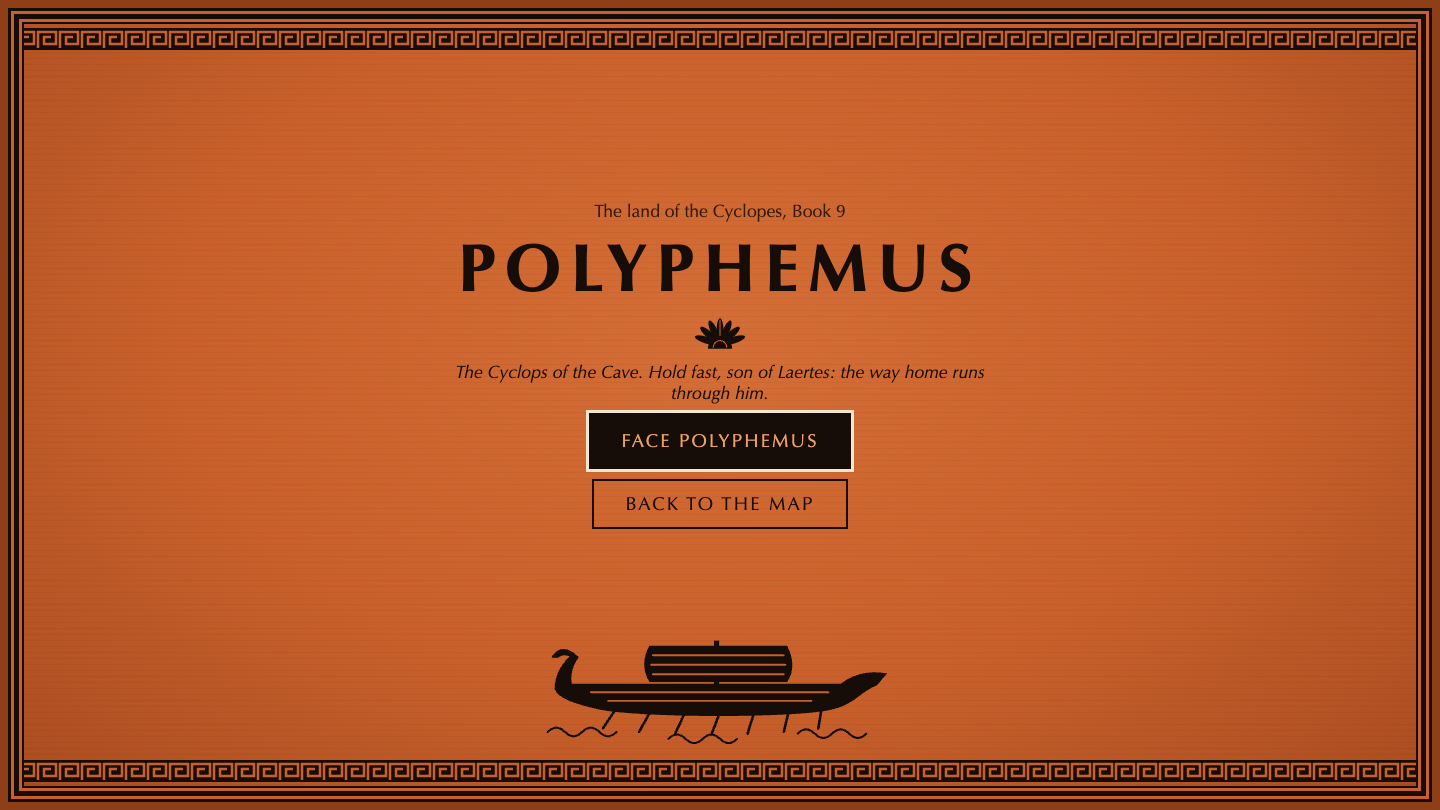 The land of the Cyclopes, Book 9
POLYPHEMUS
The Cyclops of the Cave. Hold fast, son of Laertes: the way home runs
through him.
FACE POLYPHEMUS
BACK TO THE MAP